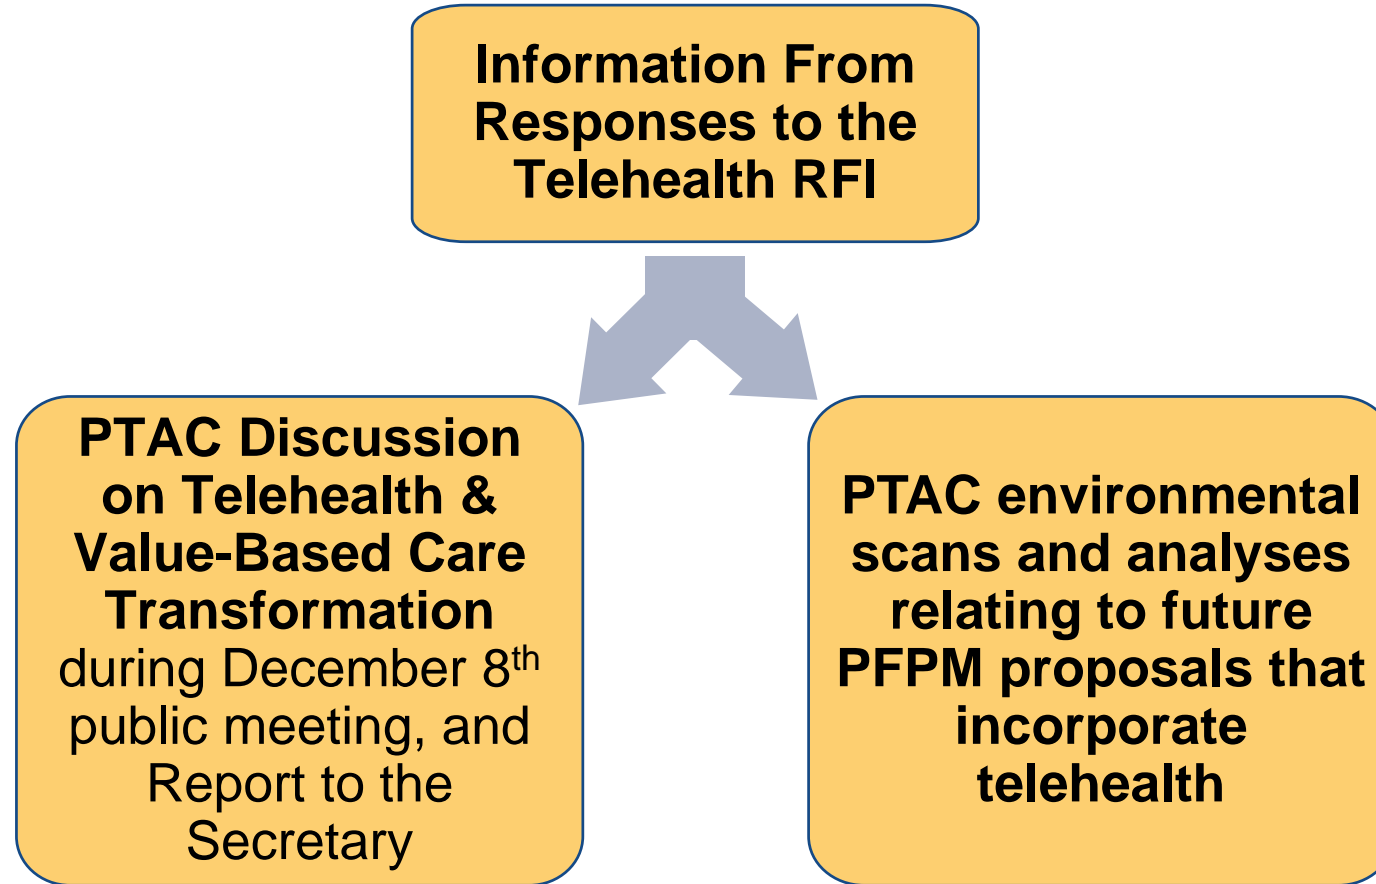 Information From
Responses to the
Telehealth RFI
PTAC Discussion
on Telehealth &
Value-Based Care
Transformation
during December 8th
public meeting, and
Report to the
Secretary
PTAC environmental
scans and analyses
relating to future
PFPM proposals that
incorporate
telehealth